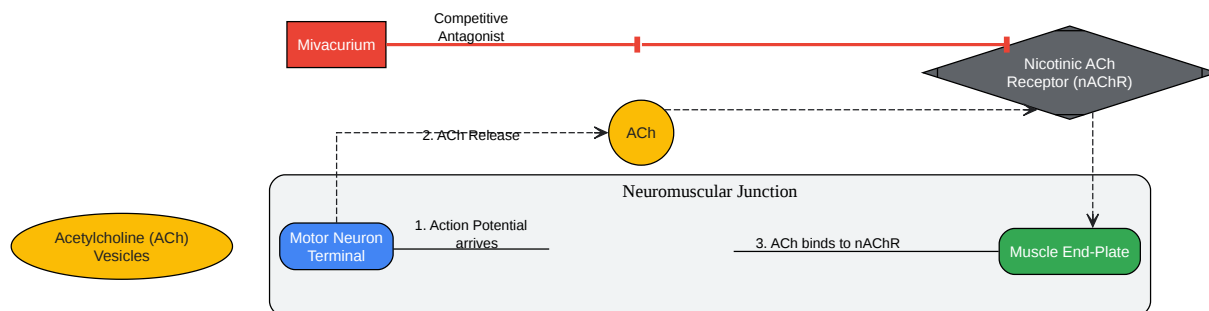 Competitive
Antagonist
Mivacurium
Nicotinic ACh
Receptor (nAChR)
2. ACh Release
ACh
Neuromuscular Junction
Acetylcholine (ACh)
Vesicles
Motor Neuron
Terminal
1. Action Potential
arrives
3. ACh binds to nAChR
Muscle End-Plate